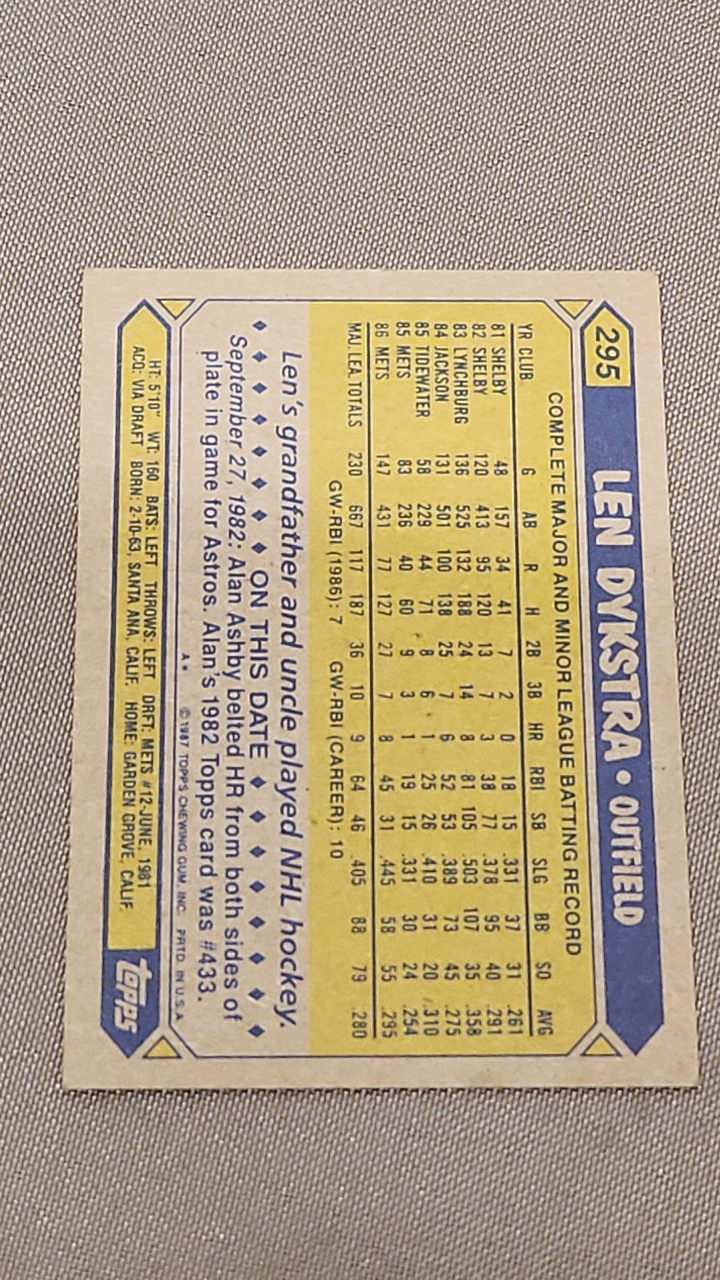 295 LEN DYKSTRA • OUTFIELD
COMPLETE MAJOR AND MINOR LEAGUE BATTING RECORD
YR CLUB G AB R H 2B 3B HR RBI SB SLG BB SO AVG
81 SHELBY 48 157 34 41 7 2 0 18 15 .331 37 31 .261
82 SHELBY 120 413 95 120 13 7 3 38 77 .378 95 40 .291
83 LYNCHBURG 136 525 132 188 24 14 8 81 105 .503 107 35 .358
84 JACKSON 131 501 100 138 25 7 6 52 53 .389 73 45 .275
85 TIDEWATER 58 229 44 71 8 6 1 25 26 .410 31 20 .310
85 METS 83 236 40 60 9 3 1 19 15 .331 30 24 .254
86 METS 147 431 77 127 27 7 8 45 31 .445 58 55 .295
MAJ. LEA. TOTALS 230 667 117 187 36 10 9 64 46 .405 88 79 .280
GW-RBI (1986): 7 GW-RBI (CAREER): 10
Len's grandfather and uncle played NHL hockey.
♦ ♦ ♦ ♦ ♦ ♦ ♦ ♦ ON THIS DATE ♦ ♦ ♦ ♦ ♦ ♦ ♦ ♦
September 27, 1982: Alan Ashby belted HR from both sides of
plate in game for Astros. Alan's 1982 Topps card was #433.
A* © 1987 TOPPS CHEWING GUM, INC. PRTD. IN U.S.A.
HT: 5'10" WT: 160 BATS: LEFT THROWS: LEFT DRFT: METS #12-JUNE, 1981
ACQ: VIA DRAFT BORN: 2-10-63, SANTA ANA, CALIF. HOME: GARDEN GROVE, CALIF.
topps